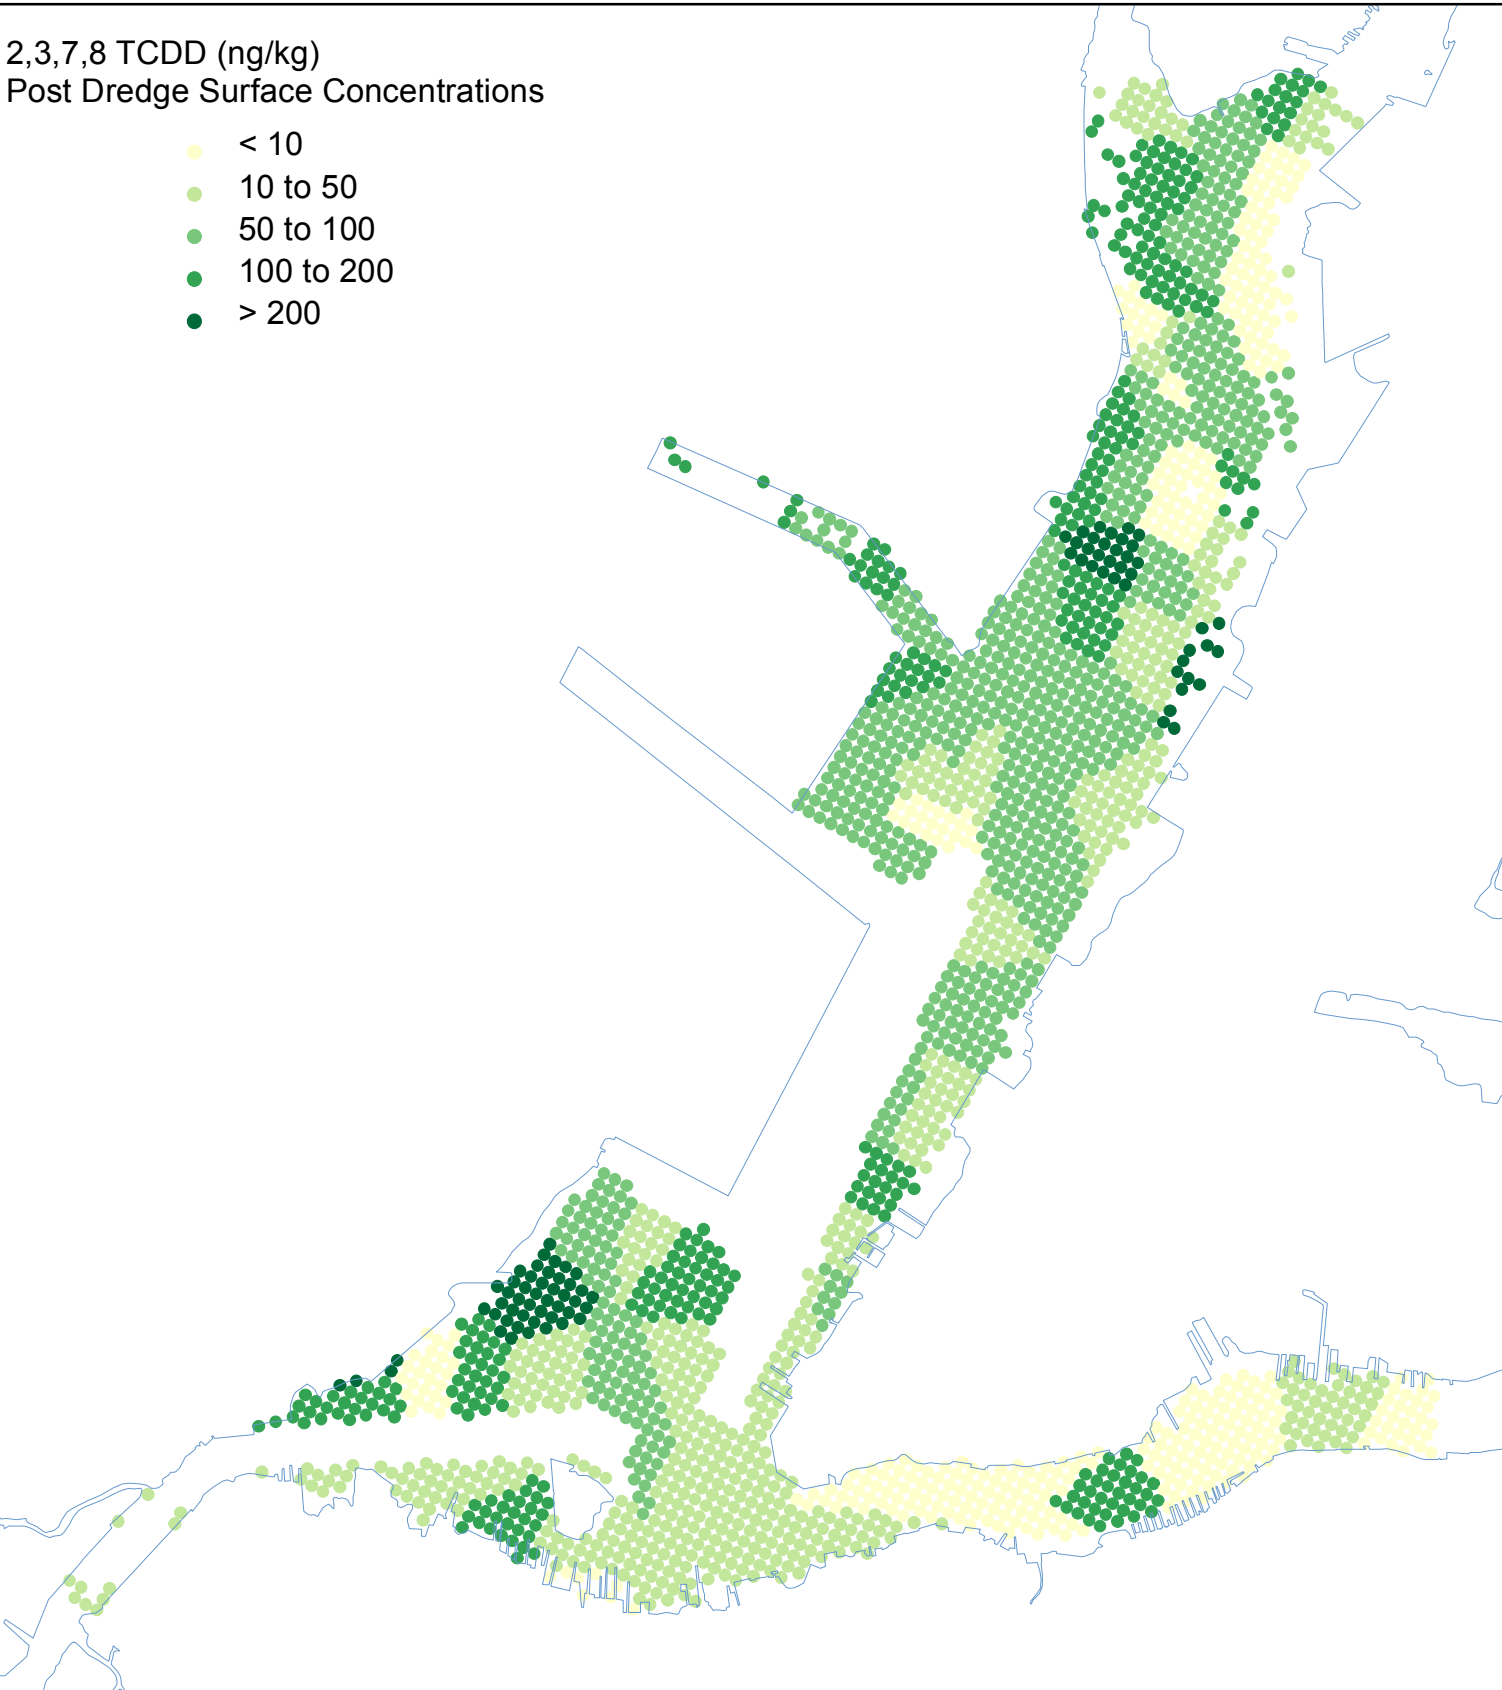 2,3,7,8 TCDD (ng/kg)
Post Dredge Surface Concentrations
< 10
10 to 50
50 to 100
100 to 200
> 200